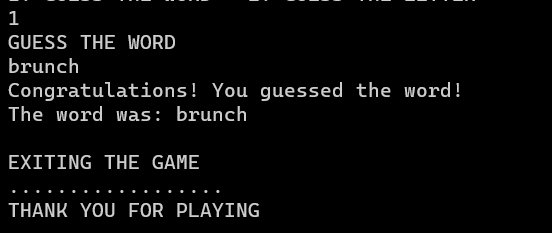 1
GUESS THE WORD
brunch
Congratulations! You guessed the word!
The word was: brunch
EXITING THE GAME
..................
THANK YOU FOR PLAYING